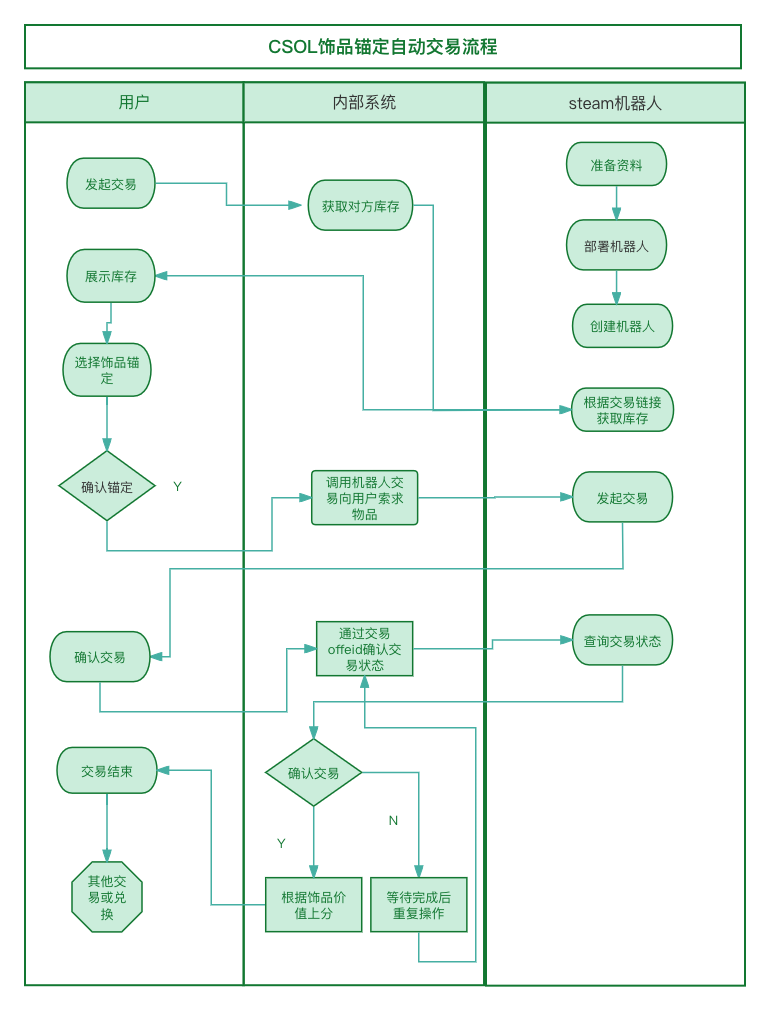 CSOL饰品锚定自动交易流程
用户
内部系统
steam机器人
准备资料
发起交易
获取对方库存
部署机器人
展示库存
创建机器人
选择饰品锚
定
根据交易链接
获取库存
确认锚定
Y
调用机器人交
易向用户索求
物品
发起交易
确认交易
通过交易
offeid确认交
易状态
查询交易状态
交易结束
确认交易
N
Y
其他交
易或兑
换
根据饰品价
值上分
等待完成后
重复操作